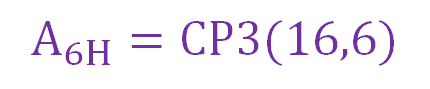 A₆H = CP3(16,6)